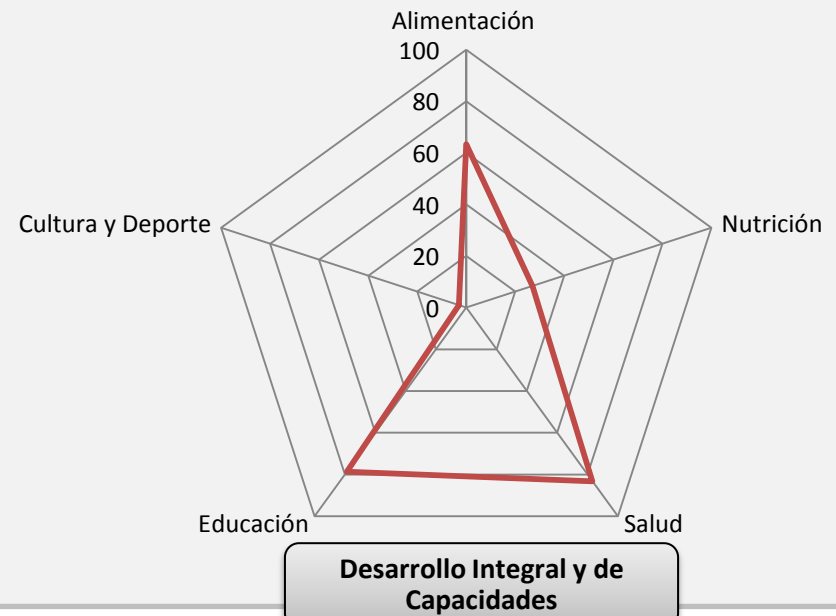 Alimentación
100
80
60
40
20
0
Cultura y Deporte
Nutrición
Educación
Salud
Desarrollo Integral y de
Capacidades